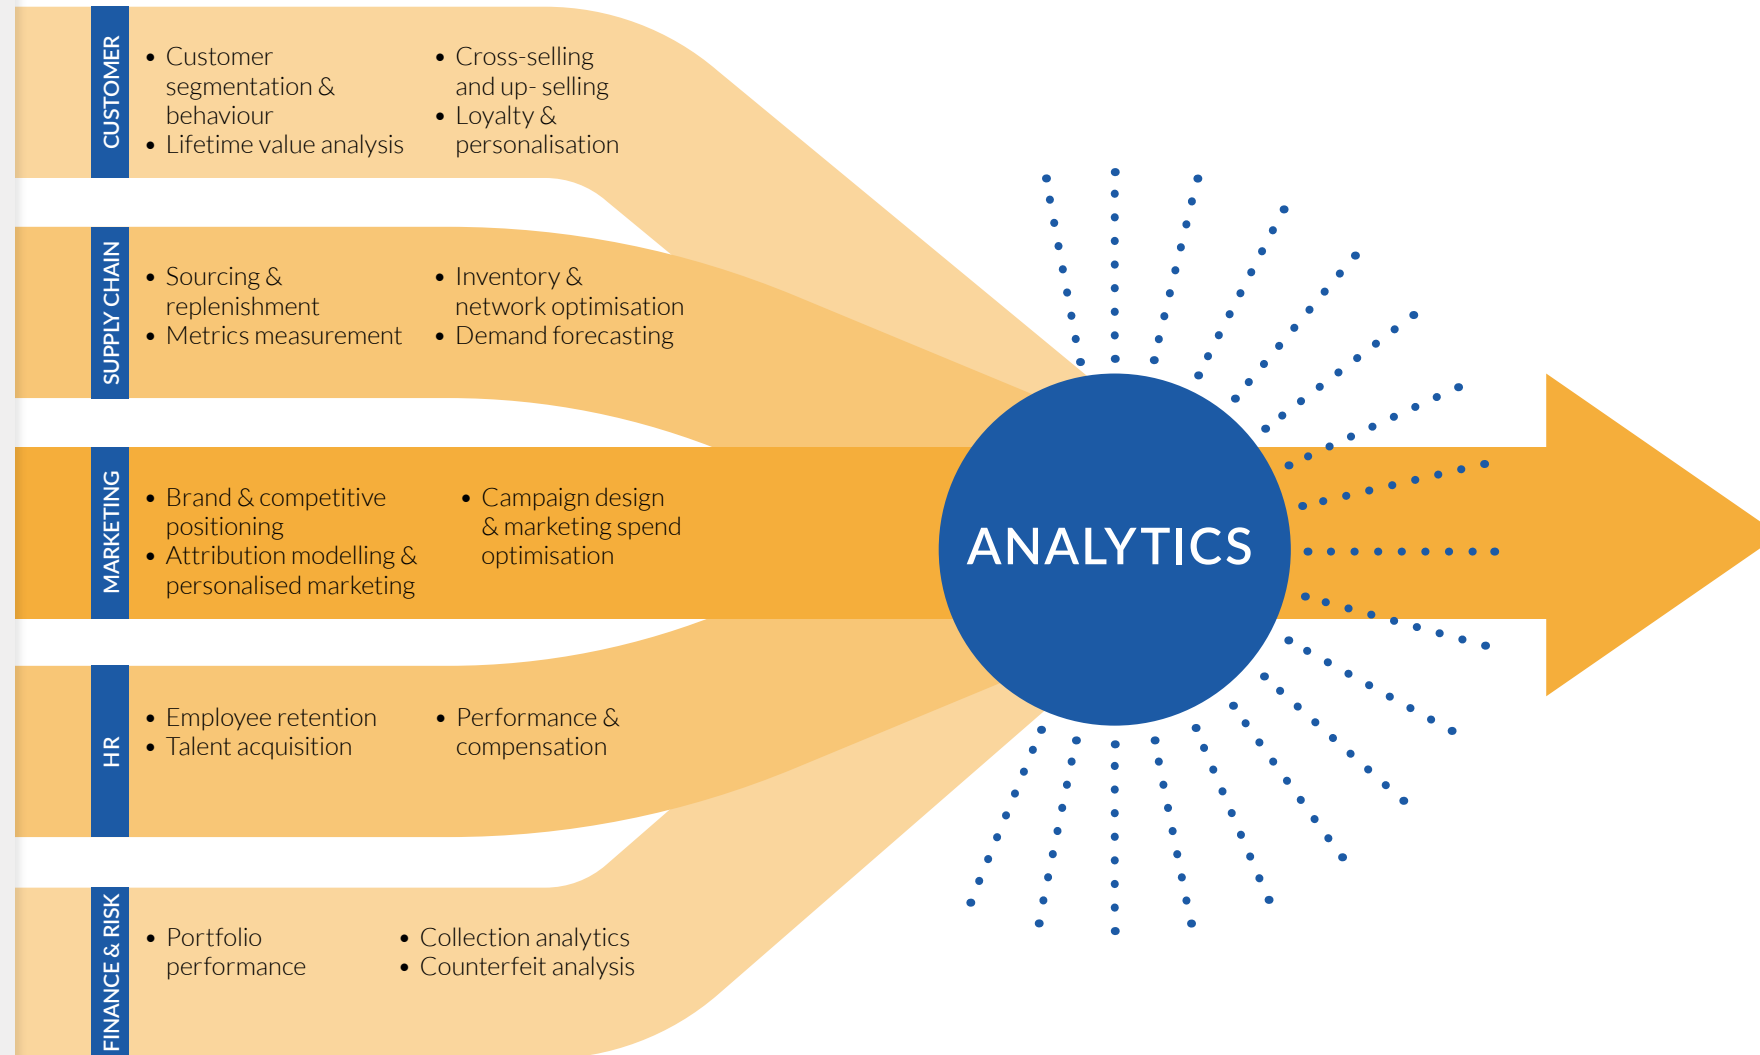 CUSTOMER
• Customer
segmentation &
behaviour
• Lifetime value analysis
• Cross-selling
and up- selling
• Loyalty &
personalisation
SUPPLY CHAIN
• Sourcing &
replenishment
• Metrics measurement
• Inventory &
network optimisation
• Demand forecasting
MARKETING
• Brand & competitive
positioning
• Attribution modelling &
personalised marketing
• Campaign design
& marketing spend
optimisation
HR
• Employee retention
• Talent acquisition
• Performance &
compensation
FINANCE & RISK
• Portfolio
performance
• Collection analytics
• Counterfeit analysis
ANALYTICS